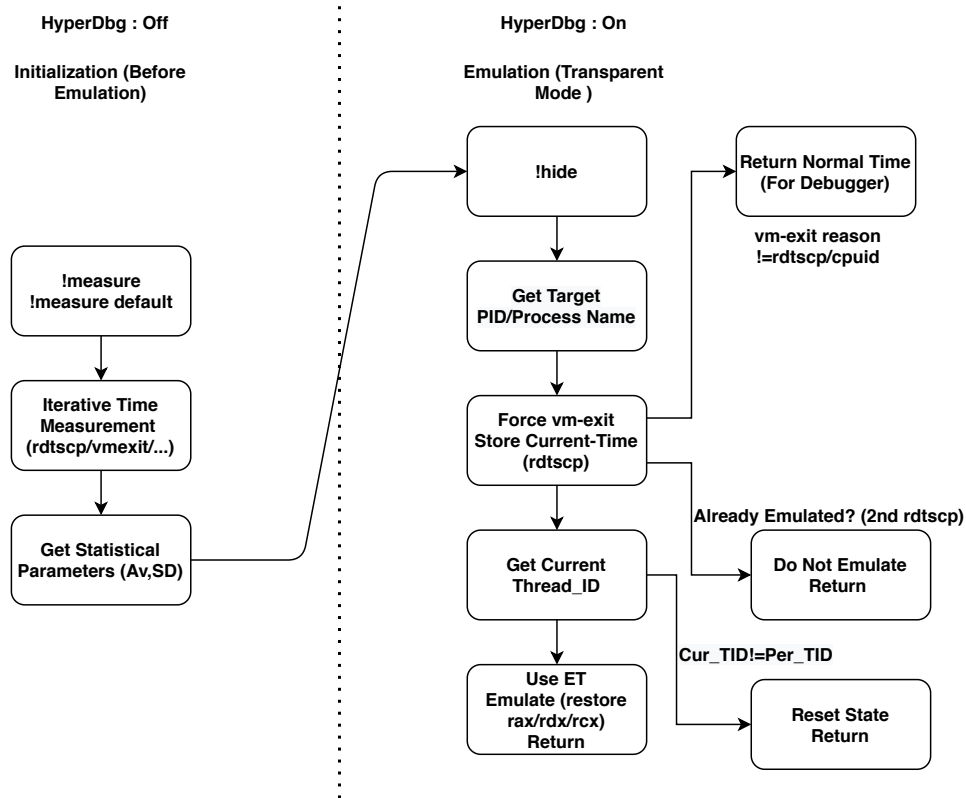 HyperDbg : Off
Initialization (Before
Emulation)
!measure
!measure default
Iterative Time
Measurement
(rdtscp/vmexit/...)
Get Statistical
Parameters (Av,SD)
HyperDbg : On
Emulation (Transparent
Mode )
!hide
Get Target
PID/Process Name
Force vm-exit
Store Current-Time
(rdtscp)
Get Current
Thread_ID
Use ET
Emulate (restore
rax/rdx/rcx)
Return
Return Normal Time
(For Debugger)
vm-exit reason
!=rdtscp/cpuid
Already Emulated? (2nd rdtscp)
Do Not Emulate
Return
Cur_TID!=Per_TID
Reset State
Return